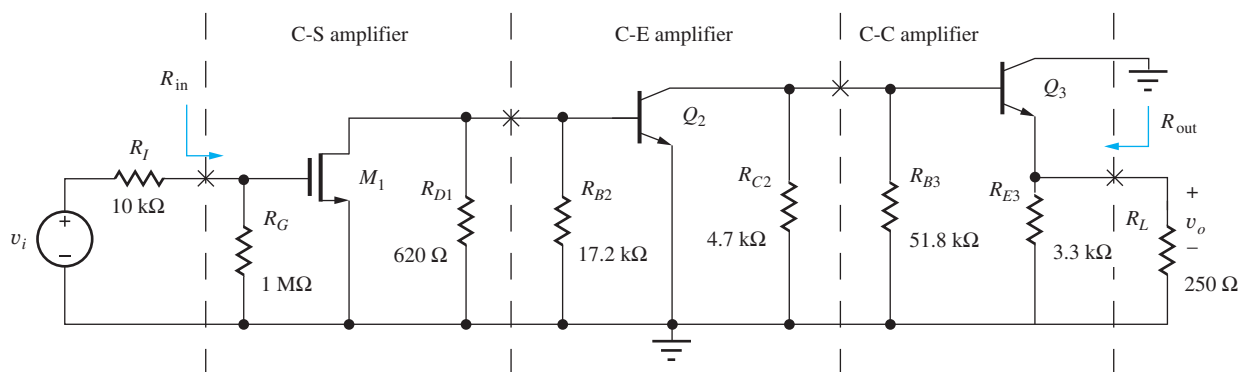 C-S amplifier
C-E amplifier
C-C amplifier
R_in
Q_2
Q_3
R_out
R_I
10 kΩ
M_1
R_G
1 MΩ
R_D1
620 Ω
R_B2
17.2 kΩ
R_C2
4.7 kΩ
R_B3
51.8 kΩ
R_E3
3.3 kΩ
R_L
250 Ω
+
v_o
–
v_i
+
–